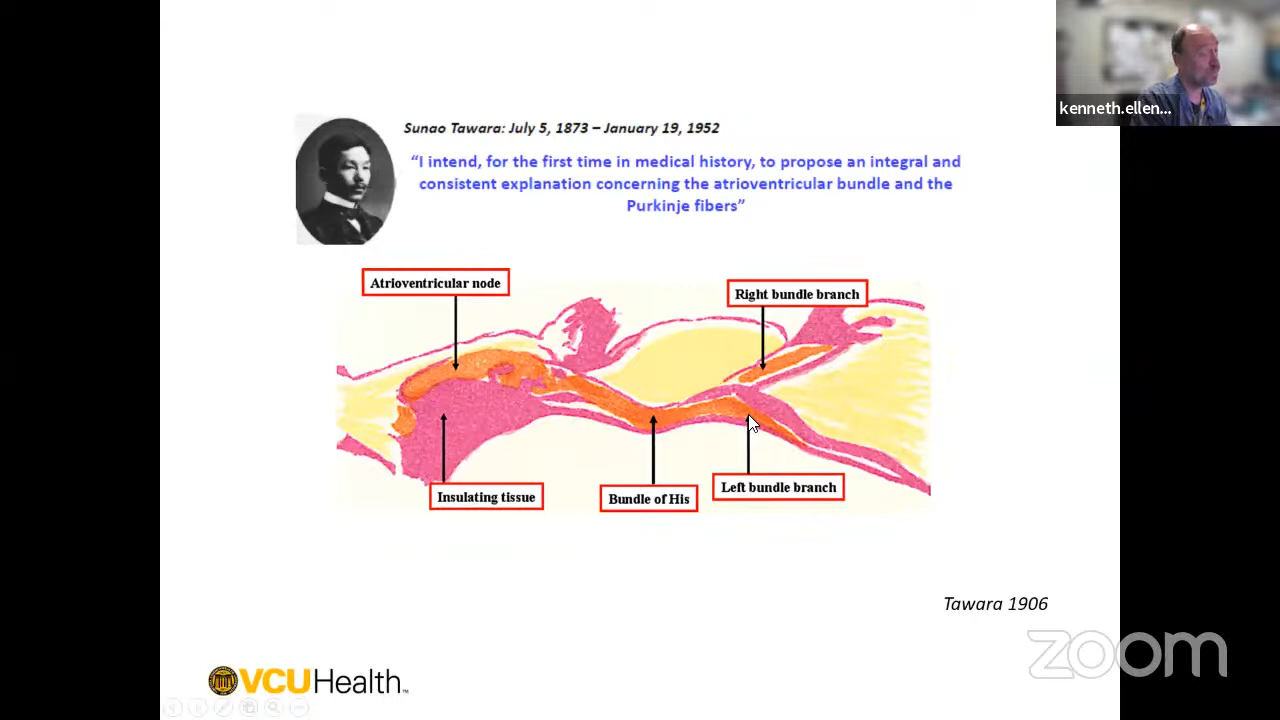 kenneth.ellen...
Sunao Tawara: July 5, 1873 – January 19, 1952
“I intend, for the first time in medical history, to propose an integral and
consistent explanation concerning the atrioventricular bundle and the
Purkinje fibers”
Atrioventricular node
Right bundle branch
Insulating tissue
Bundle of His
Left bundle branch
Tawara 1906
zoom
VCUHealth™